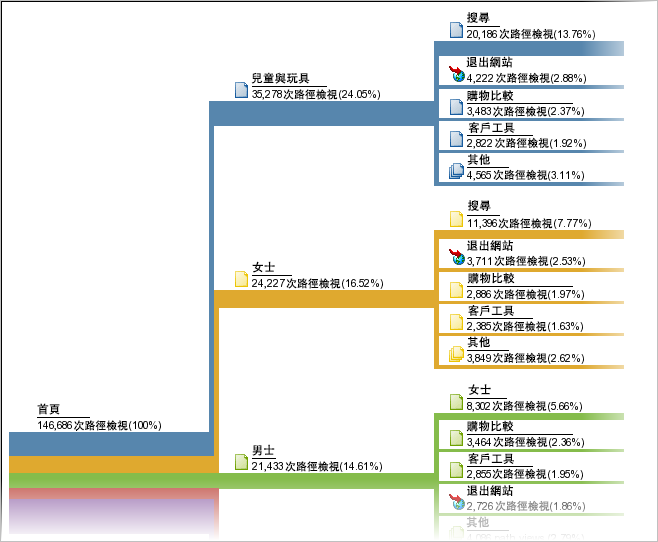 搜尋
20,186 次路徑檢視(13.76%)
退出網站
4,222 次路徑檢視(2.88%)
兒童與玩具
35,278 次路徑檢視(24.05%)
購物比較
3,483 次路徑檢視(2.37%)
客戶工具
2,822 次路徑檢視(1.92%)
其他
4,565 次路徑檢視(3.11%)
搜尋
11,396 次路徑檢視(7.77%)
退出網站
3,711 次路徑檢視(2.53%)
女士
24,227 次路徑檢視(16.52%)
購物比較
2,886 次路徑檢視(1.97%)
客戶工具
2,385 次路徑檢視(1.63%)
其他
3,849 次路徑檢視(2.62%)
首頁
146,686 次路徑檢視(100%)
女士
8,302 次路徑檢視(5.66%)
購物比較
3,464 次路徑檢視(2.36%)
男士
21,433 次路徑檢視(14.61%)
客戶工具
2,855 次路徑檢視(1.95%)
退出網站
2,726 次路徑檢視(1.86%)
其他